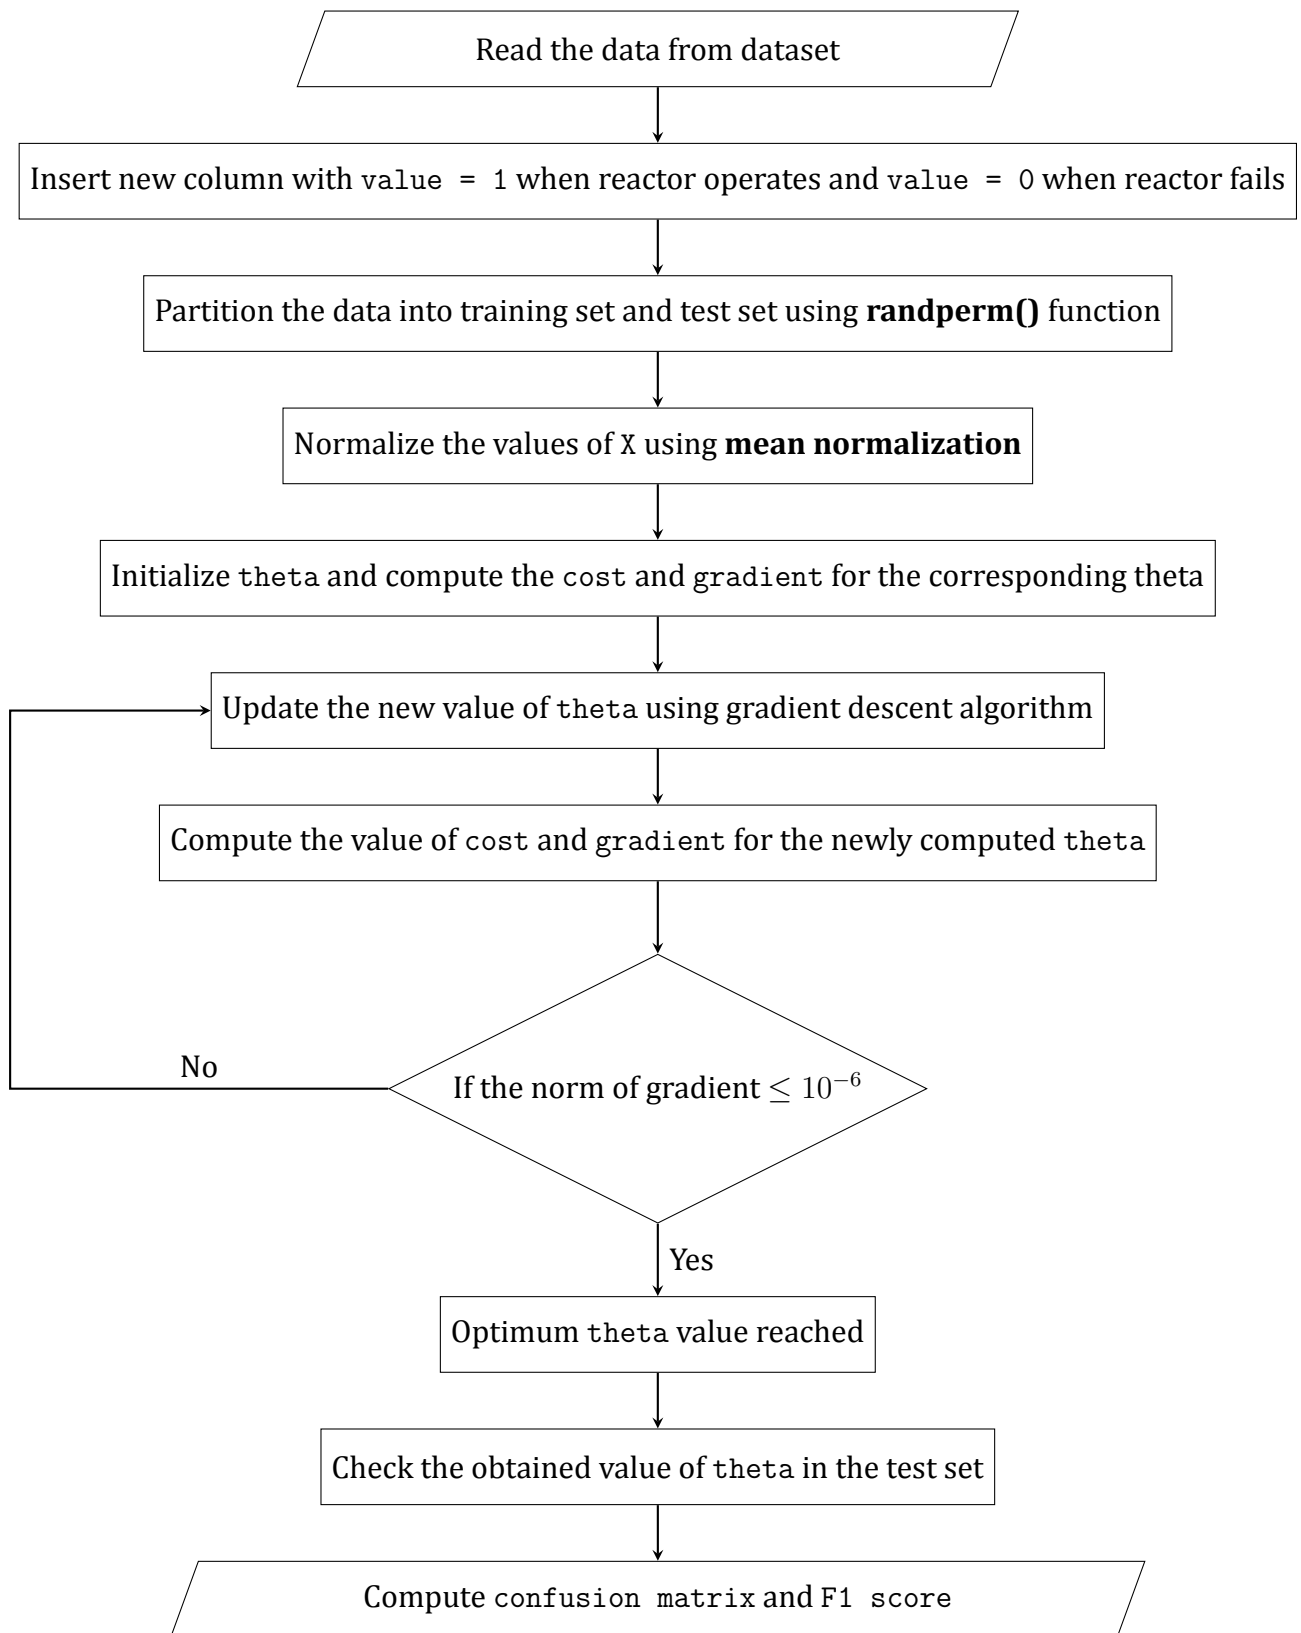 Read the data from dataset
Insert new column with value = 1 when reactor operates and value = 0 when reactor fails
Partition the data into training set and test set using randperm() function
Normalize the values of X using mean normalization
Initialize theta and compute the cost and gradient for the corresponding theta
Update the new value of theta using gradient descent algorithm
Compute the value of cost and gradient for the newly computed theta
No
If the norm of gradient ≤ 10⁻⁶
Yes
Optimum theta value reached
Check the obtained value of theta in the test set
Compute confusion matrix and F1 score